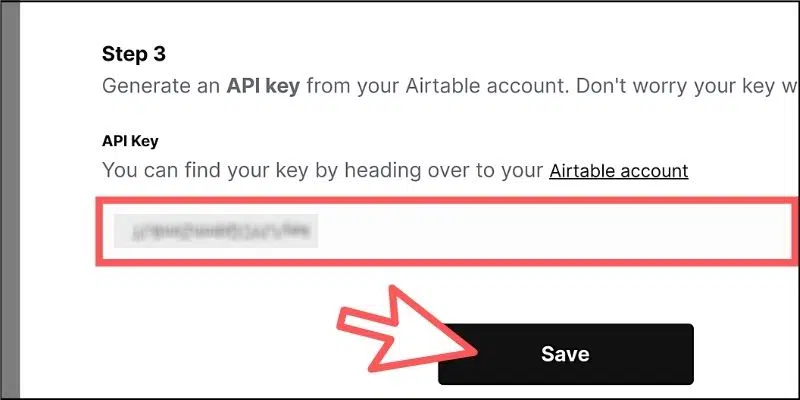 Step 3
Generate an API key from your Airtable account. Don't worry your key w
API Key
You can find your key by heading over to your Airtable account
Save